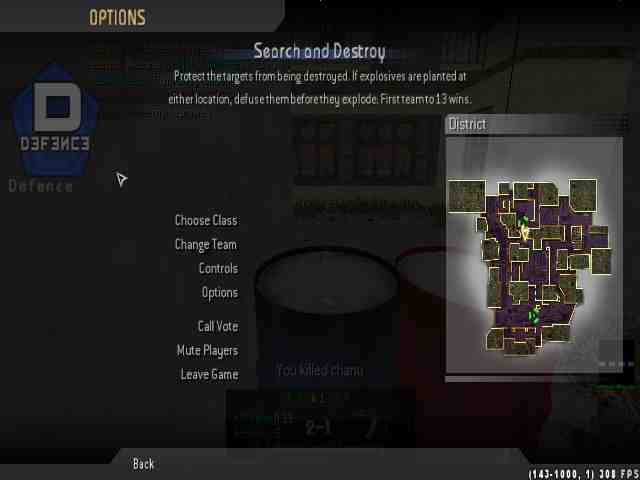 OPTIONS
Search and Destroy
Protect the targets from being destroyed. If explosives are planted at
either location, defuse them before they explode. First team to 13 wins.
District
D
D3F3NC3
Defence
Choose Class
Change Team
Controls
Options
Call Vote
Mute Players
Leave Game
You killed chanu
2-1
Back
(143-1000, 1) 308 FPS